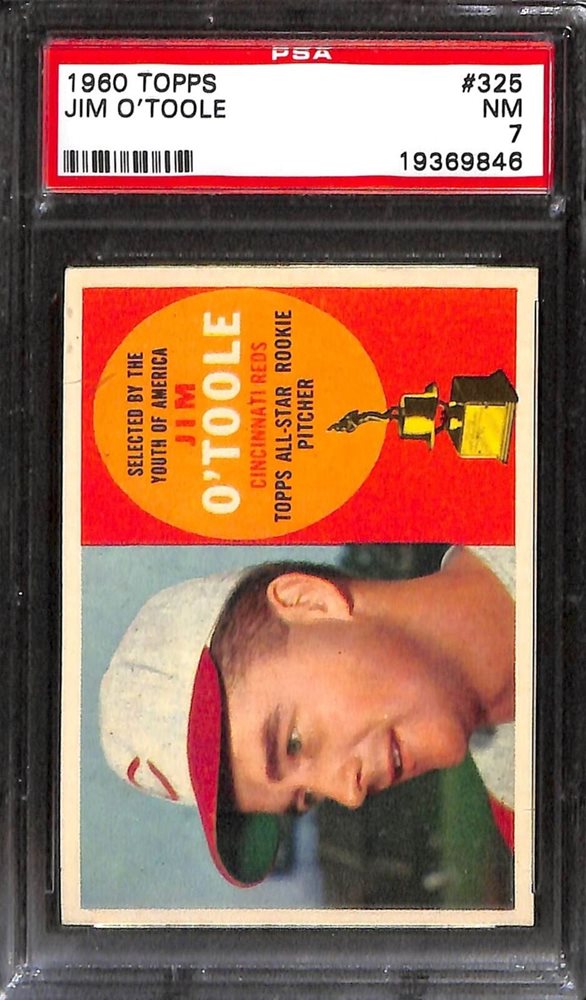 PSA
1960 TOPPS #325
JIM O'TOOLE NM
7
19369846
SELECTED BY THE
YOUTH OF AMERICA
JIM
O'TOOLE
CINCINNATI REDS
TOPPS ALL-STAR ROOKIE
PITCHER
C